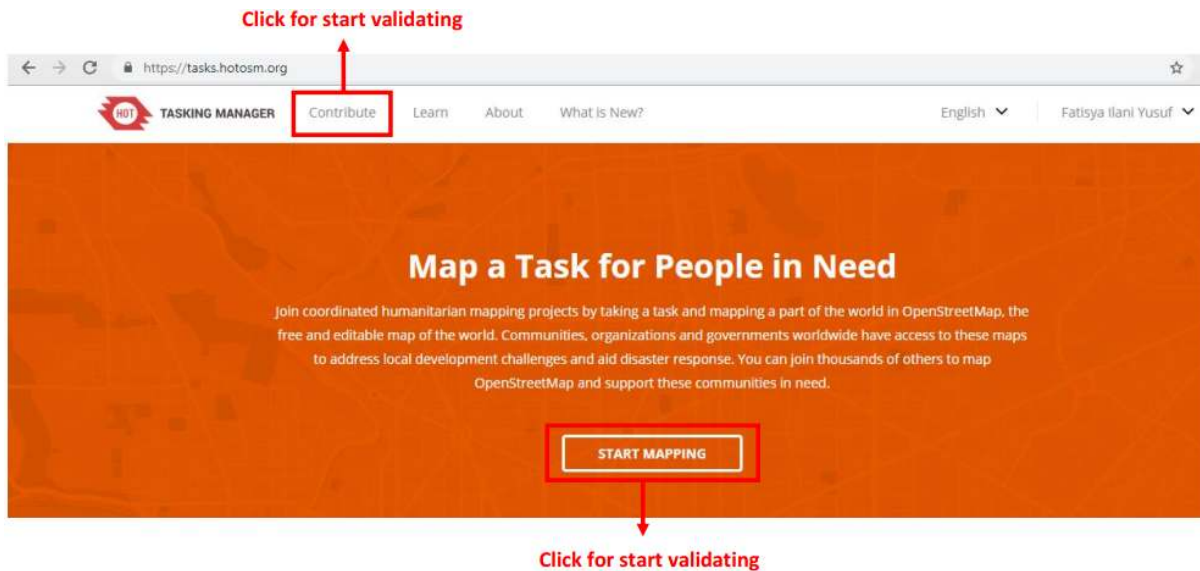 Click for start validating
https://tasks.hotosm.org
HOT TASKING MANAGER Contribute Learn About What is New? English Fatisya Ilani Yusuf
Map a Task for People in Need
Join coordinated humanitarian mapping projects by taking a task and mapping a part of the world in OpenStreetMap, the
free and editable map of the world. Communities, organizations and governments worldwide have access to these maps
to address local development challenges and aid disaster response. You can join thousands of others to map
OpenStreetMap and support these communities in need.
START MAPPING
Click for start validating